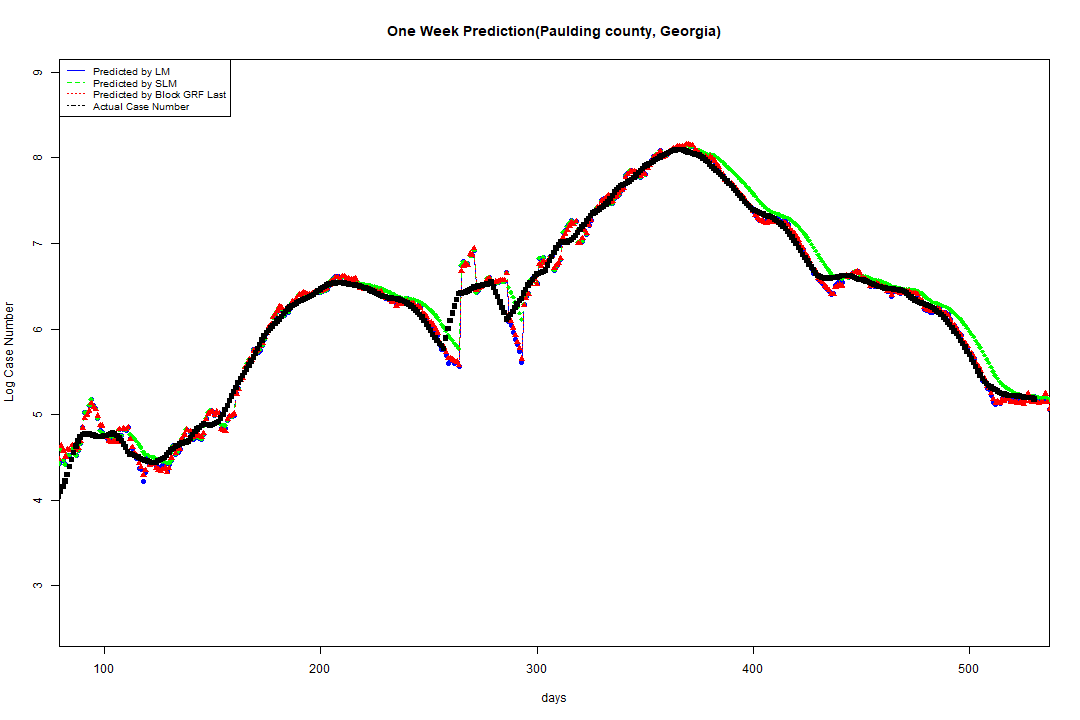 One Week Prediction(Paulding county, Georgia)
Predicted by LM
Predicted by SLM
Predicted by Block GRF Last
Actual Case Number
9
8
7
6
5
4
3
Log Case Number
100 200 300 400 500
days